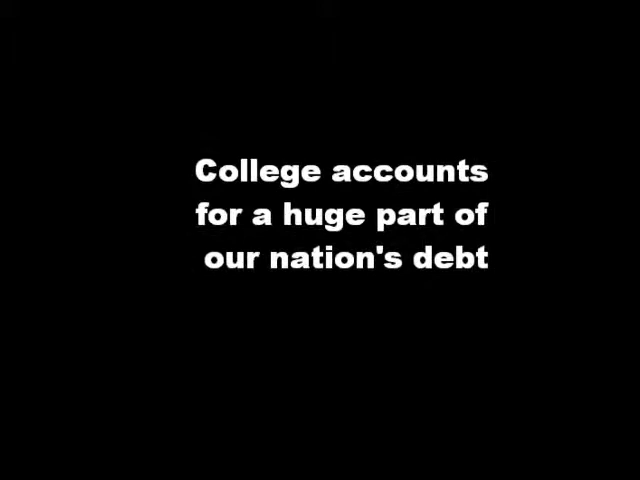 College accounts
for a huge part of
our nation's debt